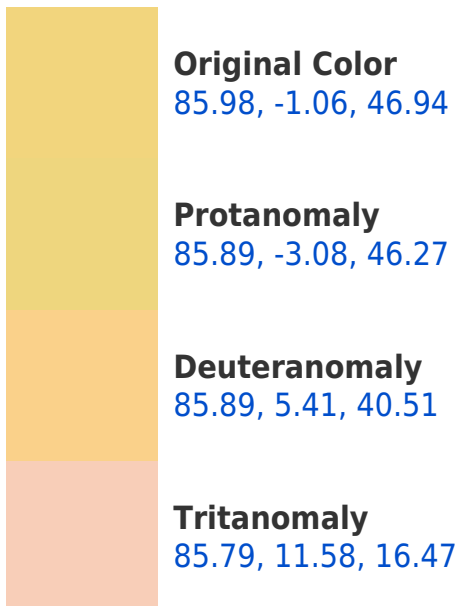 Original Color
85.98, -1.06, 46.94
Protanomaly
85.89, -3.08, 46.27
Deuteranomaly
85.89, 5.41, 40.51
Tritanomaly
85.79, 11.58, 16.47